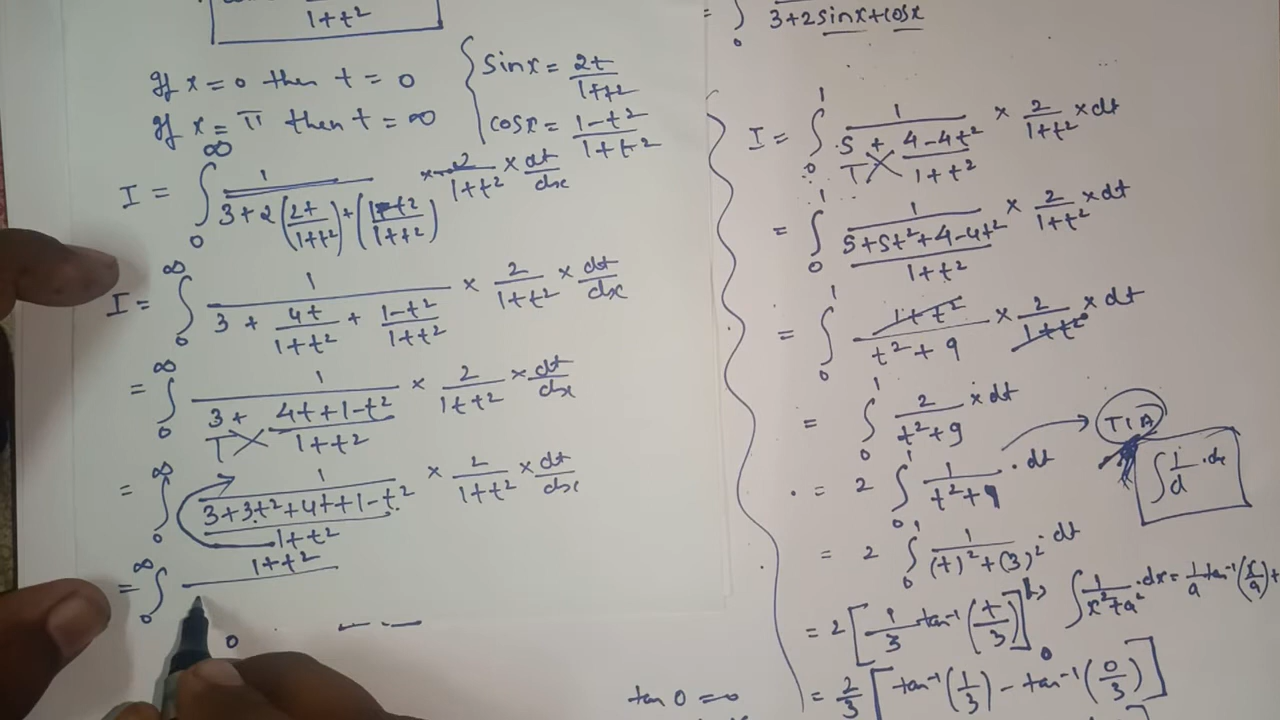 1+t²
If x = 0 then t = 0
If x = π then t = ∞
{ sin x = 2t/1+t²
cos x = 1-t²/1+t²
I = ∫₀^∞ 1/3+2(2t/1+t²)+(1-t²/1+t²) × 2/1+t² × dt/dx
I = ∫₀^∞ 1/3 + 4t/1+t² + 1-t²/1+t² × 2/1+t² × dt/dx
= ∫₀^∞ 1/3/1 + 4t+1-t²/1+t² × 2/1+t² × dt/dx
= ∫₀^∞ 1/3+3t²+4t+1-t²/1+t² × 2/1+t² × dt/dx
= ∫₀^∞ 1+t²/
0
= ∫₀ 3+2sinx+cosx
I = ∫₀¹ 1/5/1 + 4-4t²/1+t² × 2/1+t² × dt
= ∫₀¹ 1/5+5t²+4-4t²/1+t² × 2/1+t² × dt
= ∫₀¹ 1+t²/t²+9 × 2/1+t² × dt
= ∫₀¹ 2/t²+9 × dt
= 2 ∫₀¹ 1/t²+9 · dt
∫ 1/d · dx
= 2 ∫₀¹ 1/(t)²+(3)² · dt
∫ 1/x²+a² · dx = 1/a tan⁻¹(x/a)+
= 2[1/3 tan⁻¹(t/3)]₀
tan 0 = 0
= 2/3 [tan⁻¹(1/3) - tan⁻¹(0/3)]